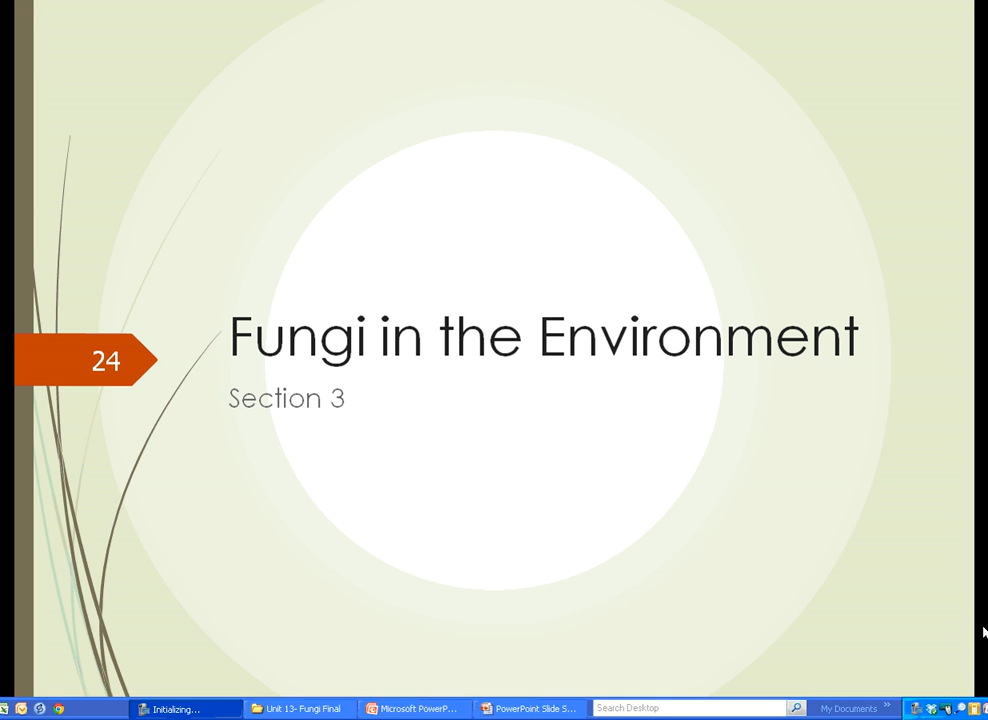 Fungi in the Environment
24
Section 3
Initializing...
Unit 13- Fungi Final
Microsoft PowerP...
PowerPoint Slide S...
Search Desktop
My Documents
»